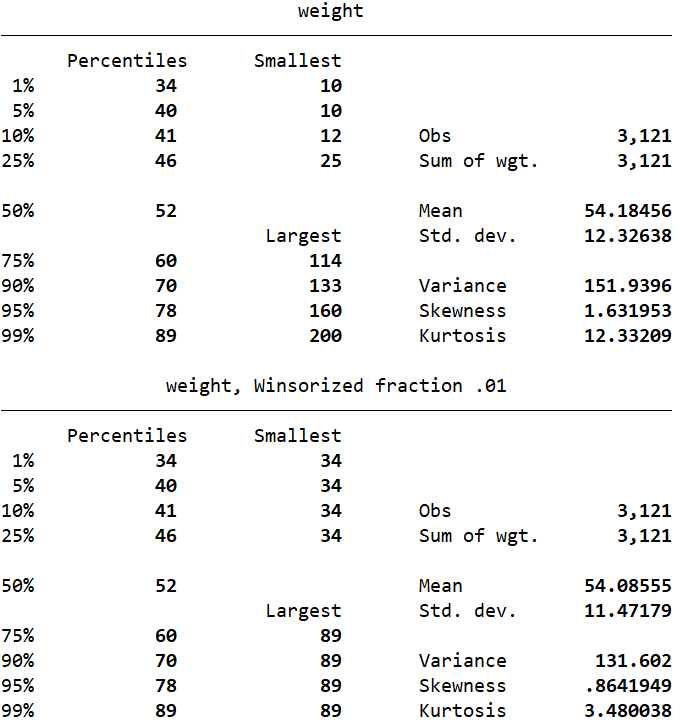 weight
Percentiles Smallest
1% 34 10
5% 40 10
10% 41 12 Obs 3,121
25% 46 25 Sum of wgt. 3,121
50% 52 Mean 54.18456
Largest Std. dev. 12.32638
75% 60 114
90% 70 133 Variance 151.9396
95% 78 160 Skewness 1.631953
99% 89 200 Kurtosis 12.33209
weight, Winsorized fraction .01
Percentiles Smallest
1% 34 34
5% 40 34
10% 41 34 Obs 3,121
25% 46 34 Sum of wgt. 3,121
50% 52 Mean 54.08555
Largest Std. dev. 11.47179
75% 60 89
90% 70 89 Variance 131.602
95% 78 89 Skewness .8641949
99% 89 89 Kurtosis 3.480038